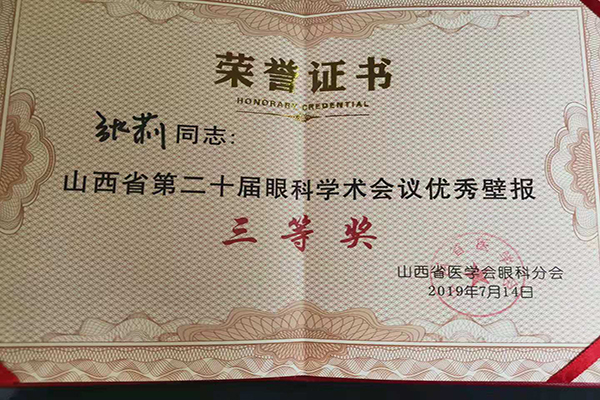 荣誉证书
HONORARY CREDENTIAL
张莉同志：
山西省第二十届眼科学术会议优秀壁报
三等奖
山西省医学会眼科分会
2019年7月14日